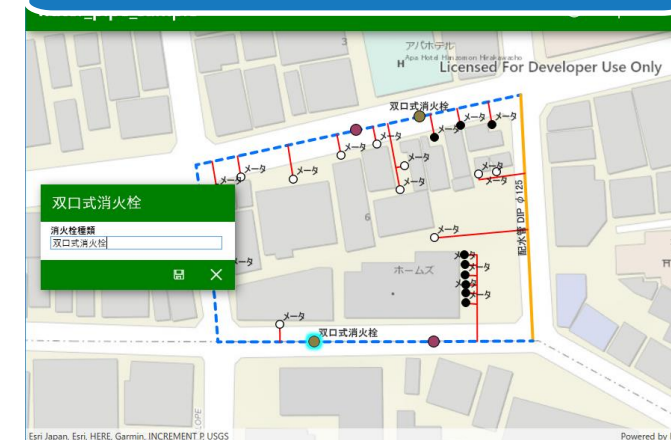 3
アパホテル
Apa Hotel Hanzomon Hirakawacho
H
Licensed For Developer Use Only
双口式消火栓
メータ
メータ
メータ
メータ
メータ
メータ
メータ
メータ
メータ
メータ
メータ
メータ
双口式消火栓
消火栓種類
双口式消火栓
6
配水管 DIP φ125
メータ
ホームズ
メータ
メータ
メータ
メータ
メータ
双口式消火栓
Esri Japan, Esri, HERE, Garmin, INCREMENT P, USGS
Powered by